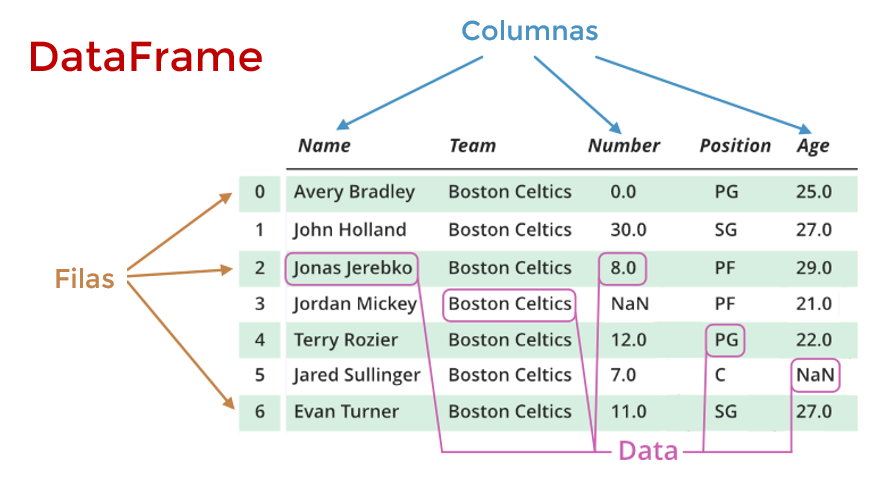 Columnas
DataFrame
Name Team Number Position Age
0 Avery Bradley Boston Celtics 0.0 PG 25.0
1 John Holland Boston Celtics 30.0 SG 27.0
2 Jonas Jerebko Boston Celtics 8.0 PF 29.0
Filas
3 Jordan Mickey Boston Celtics NaN PF 21.0
4 Terry Rozier Boston Celtics 12.0 PG 22.0
5 Jared Sullinger Boston Celtics 7.0 C NaN
6 Evan Turner Boston Celtics 11.0 SG 27.0
Data